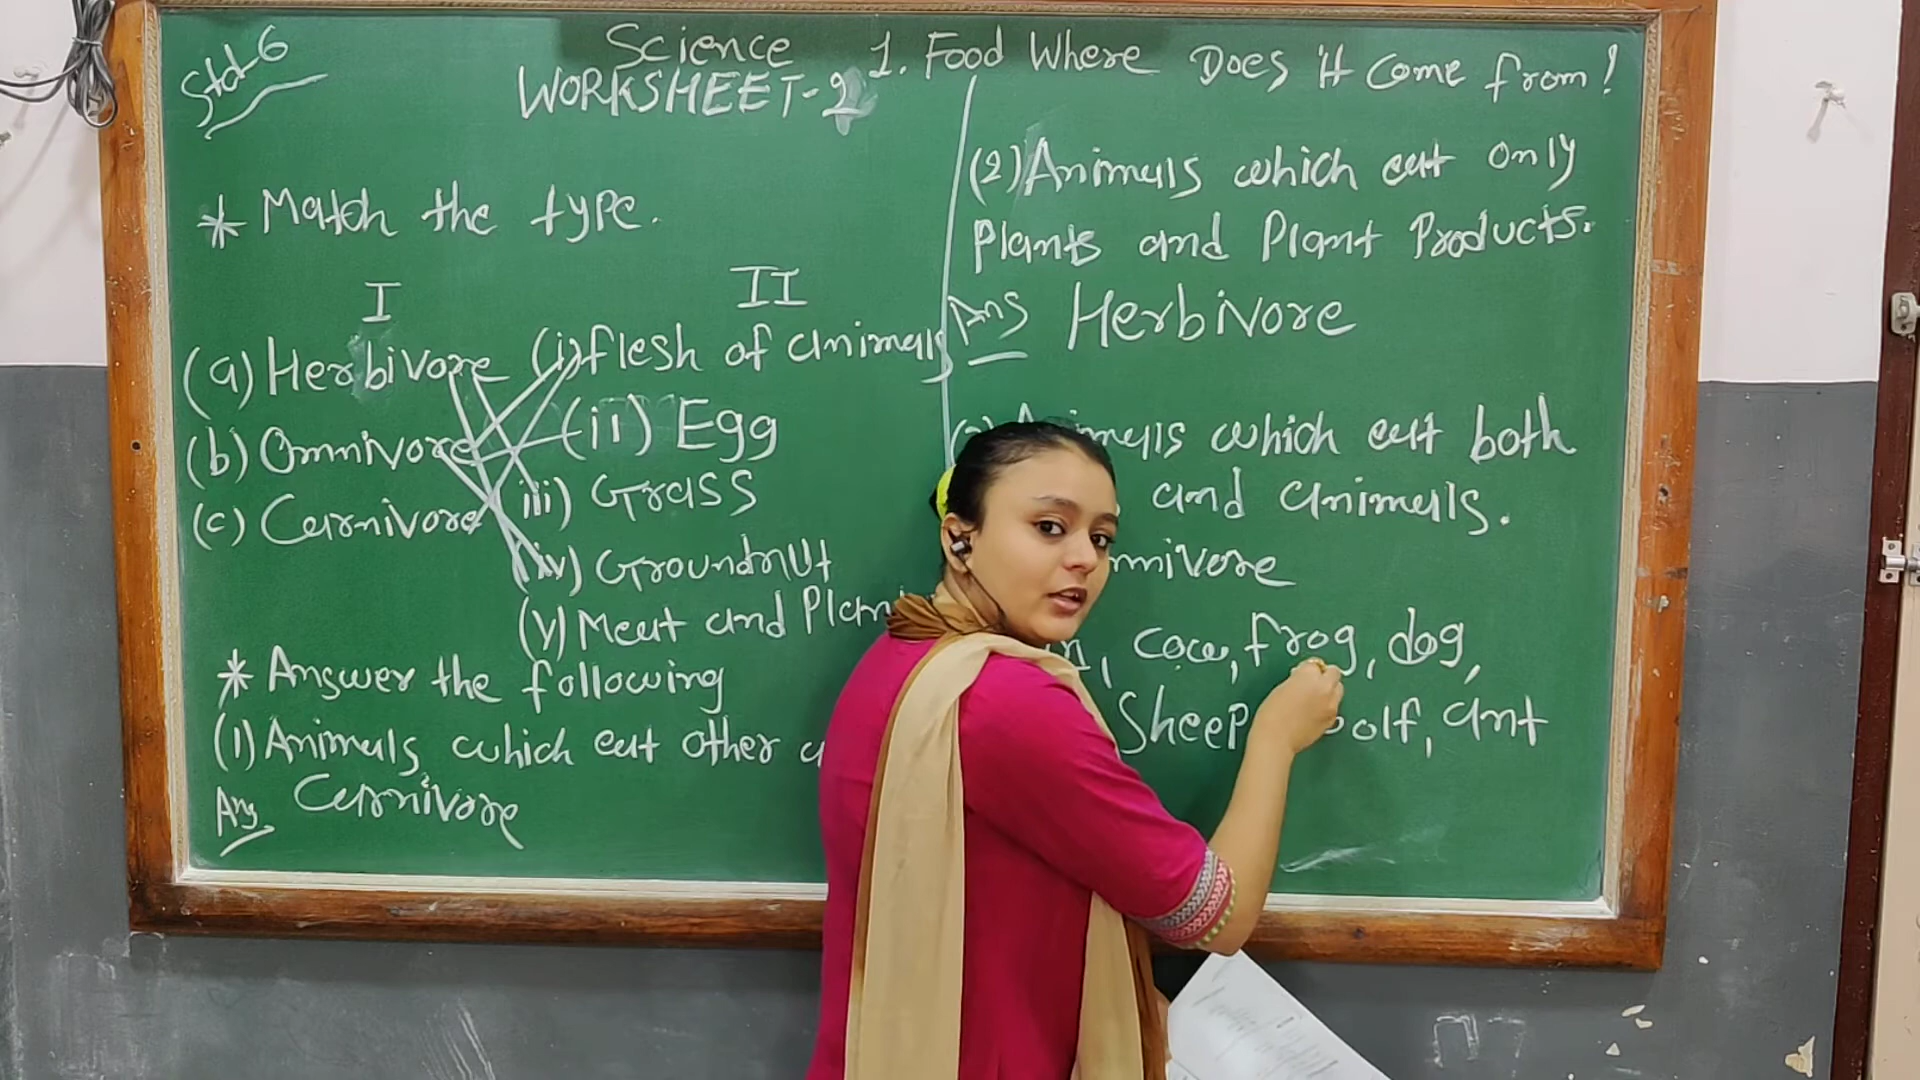 Std-6
Science 1. Food Where Does It Come from?
WORKSHEET-2
* Match the type.
I II
(a) Herbivore (i) flesh of animals
(b) Omnivore (ii) Egg
(c) Carnivore iii) Grass
(iv) Groundnut
(v) Meat and
* Answer the following
(1) Animals which eat other
Ans Carnivore
(2) Animals which eat only
Plants and Plant Products.
Ans Herbivore
which eat both
and animals.
cow, frog, dog,
Sheep ant